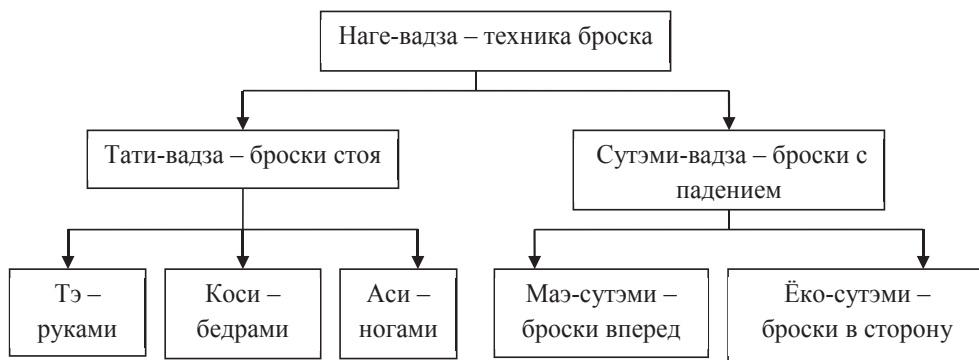 Наге-вадза – техника броска
Тати-вадза – броски стоя
Сутэми-вадза – броски с
падением
Тэ –
руками
Коси –
бедрами
Аси –
ногами
Маэ-сутэми –
броски вперед
Ёко-сутэми –
броски в сторону